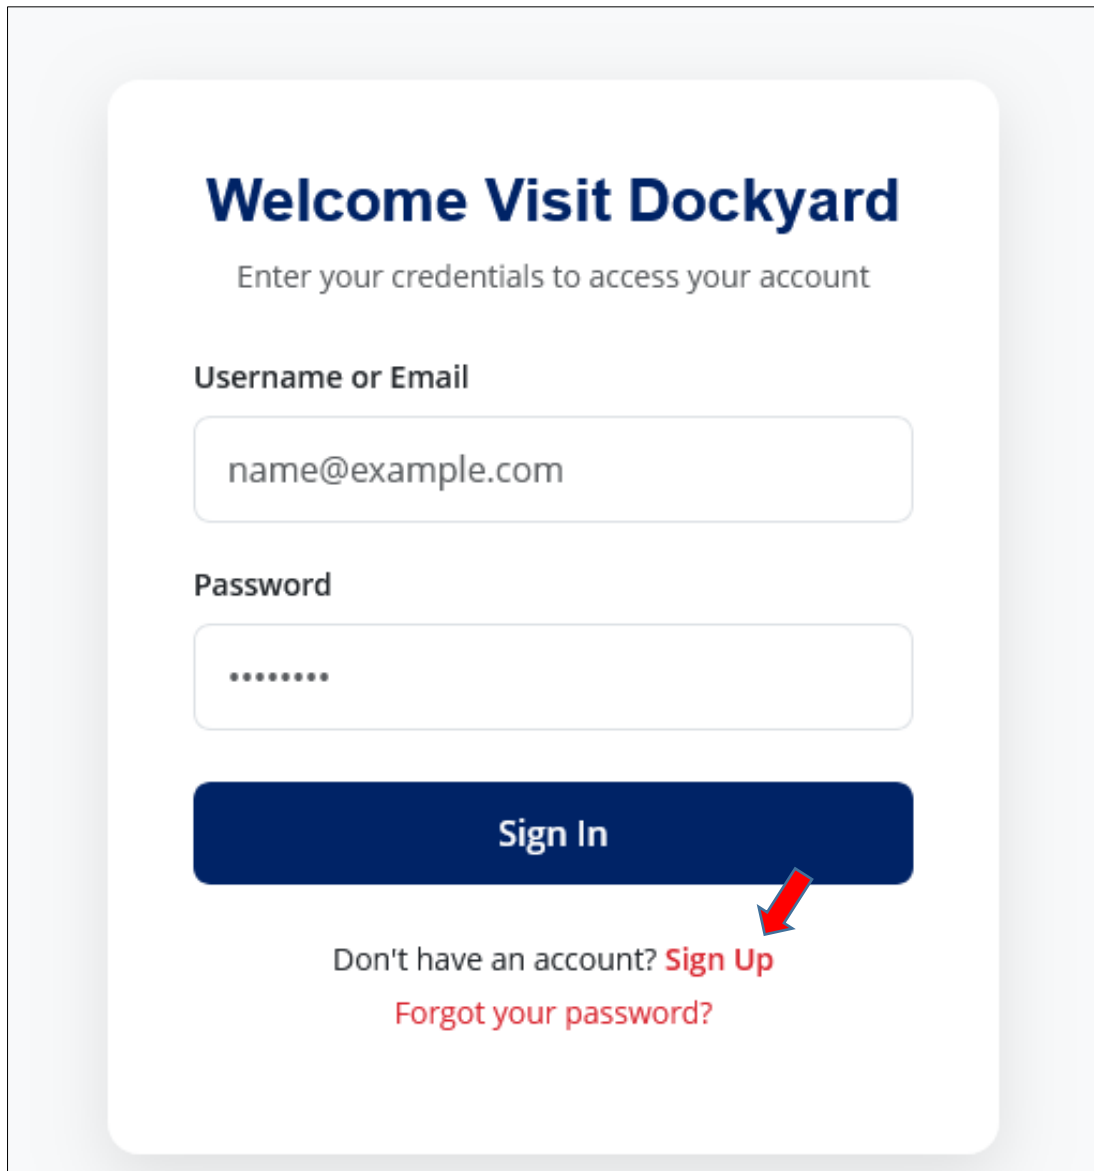 Welcome Visit Dockyard
Enter your credentials to access your account
Username or Email
name@example.com
Password
••••••••
Sign In
Don't have an account? Sign Up
Forgot your password?